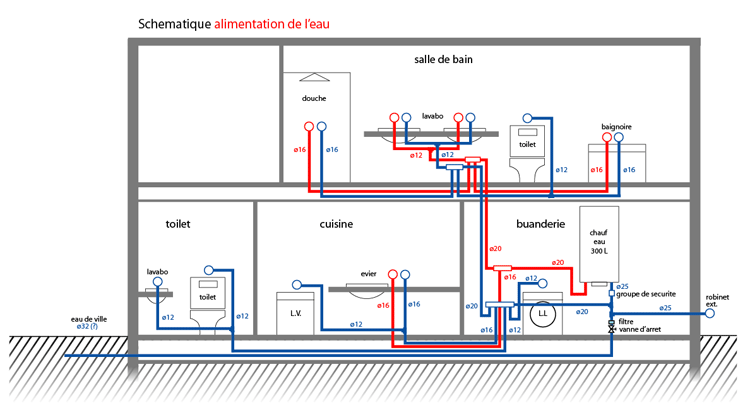 Schematique alimentation de l'eau
salle de bain
douche
lavabo
toilet
baignoire
ø16
ø16
ø12
ø12
ø12
ø16
ø16
toilet
cuisine
buanderie
chauf
eau
300 L
ø20
ø20
lavabo
toilet
evier
ø16
ø12
ø25
groupe de securite
L.V.
L.L
ø16
ø16
ø20
ø20
ø25
robinet
ext.
eau de ville
ø32 (?)
ø12
ø12
ø12
ø16
ø12
filtre
vanne d'arret